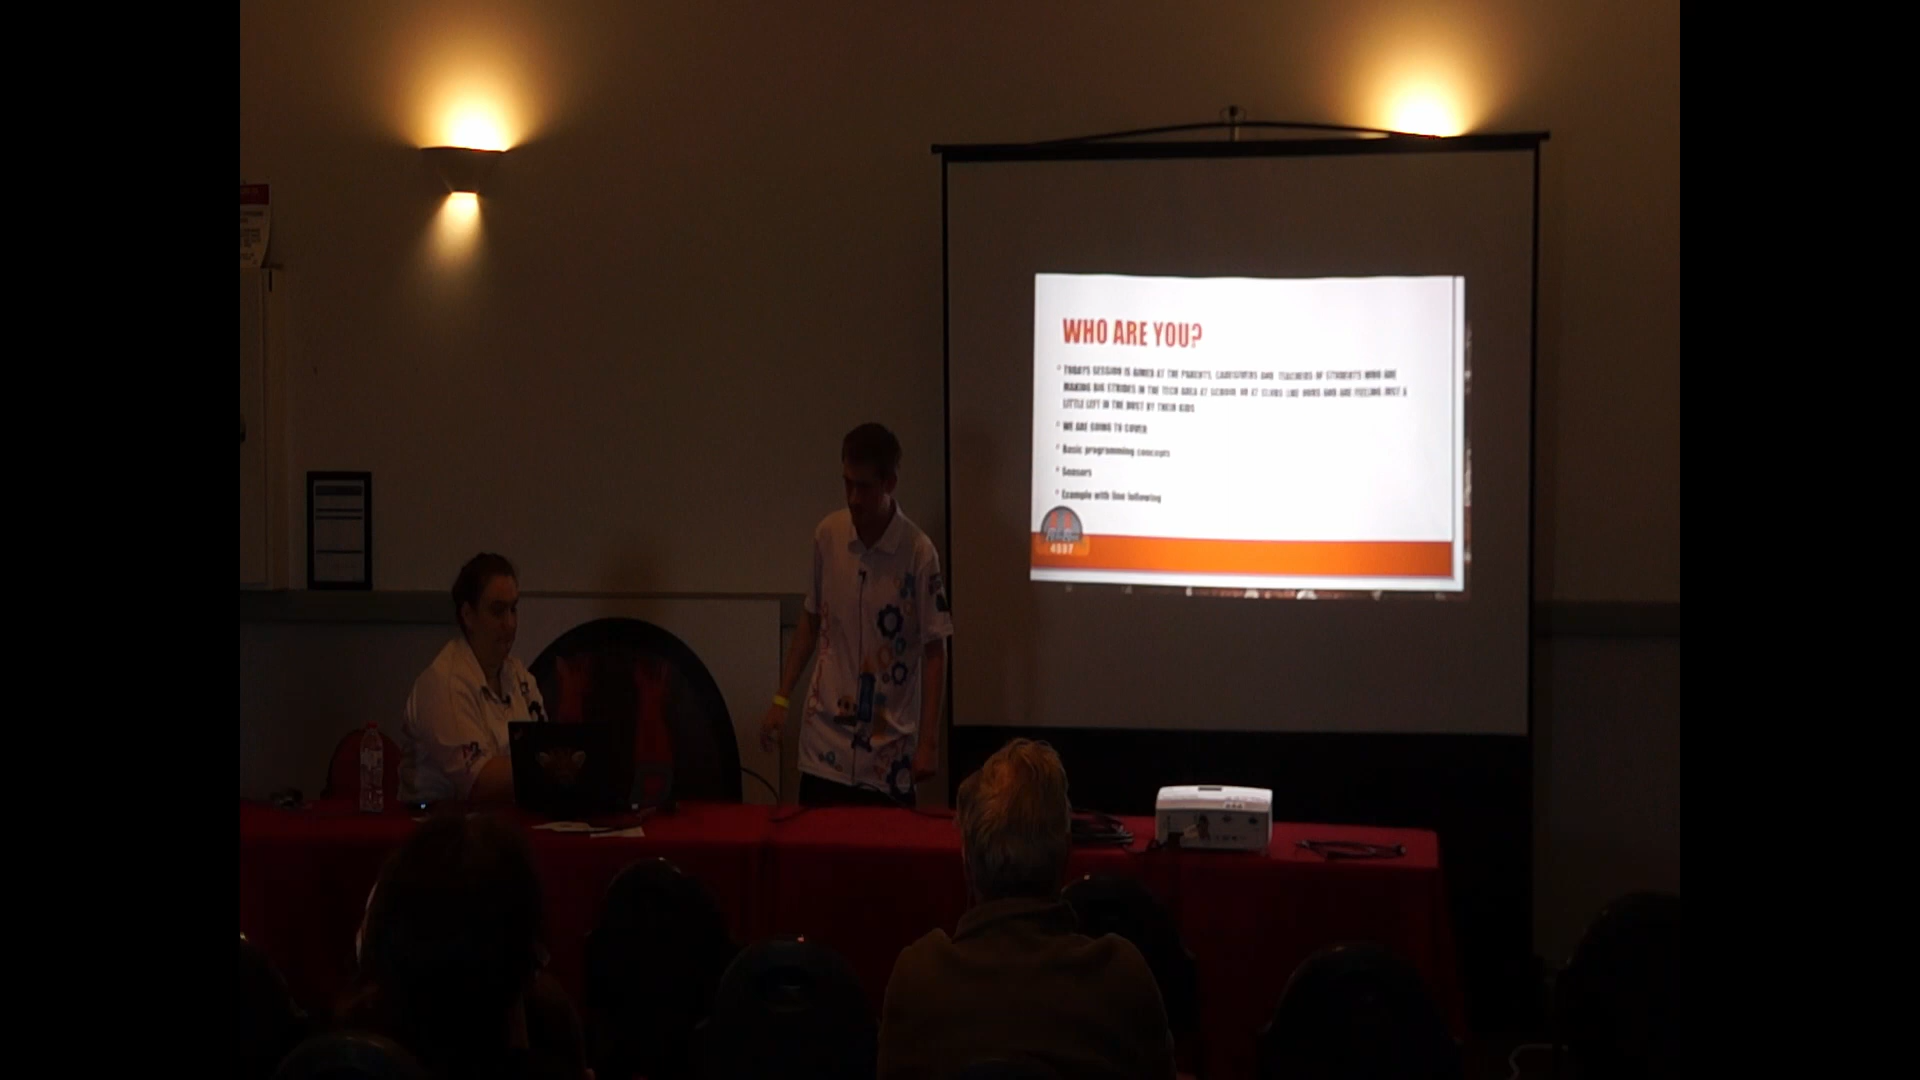 WHO ARE YOU?
TODAYS SESSION IS AIMED AT THE PARENTS, CAREGIVERS AND TEACHERS OF STUDENTS WHO ARE
MAKING BIG STRIDES IN THE TECH AREA AT SCHOOL OR AT CLUBS LIKE OURS AND ARE FEELING JUST A
LITTLE LEFT IN THE DUST BY THEIR KIDS
WE ARE GOING TO COVER
Basic programming concepts
Sensors
Example with line following
4537